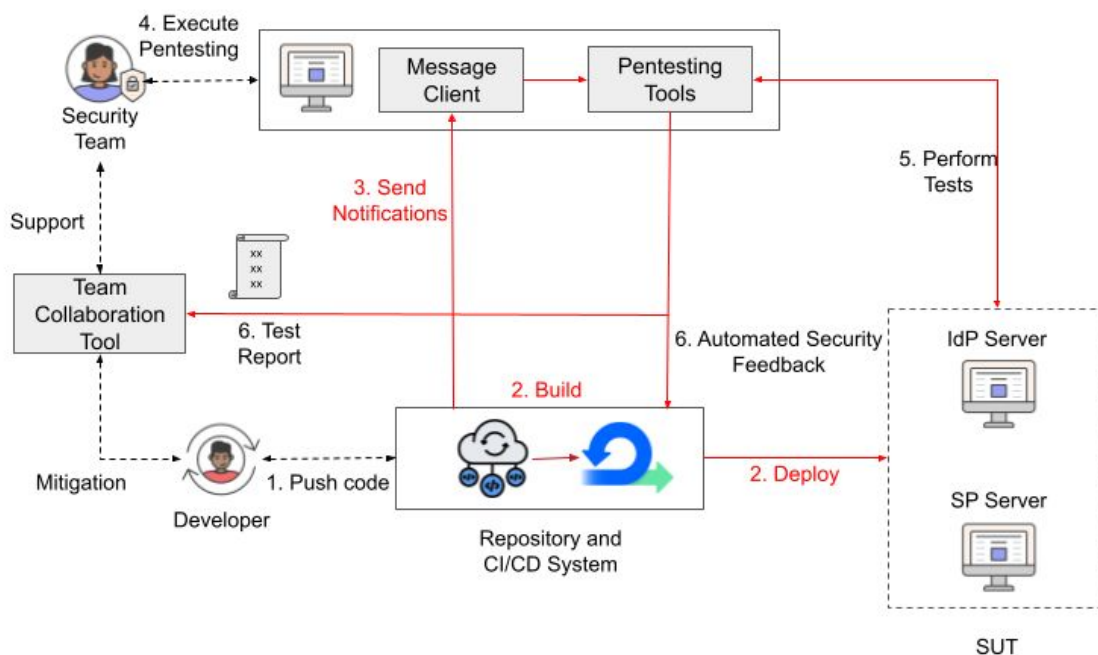 4. Execute
Pentesting
Message
Client
Pentesting
Tools
Security
Team
5. Perform
Tests
3. Send
Notifications
Support
xx
xx
xx
Team
Collaboration
Tool
6. Test
Report
6. Automated Security
Feedback
IdP Server
2. Build
Mitigation
1. Push code
2. Deploy
Developer
SP Server
Repository and
CI/CD System
SUT